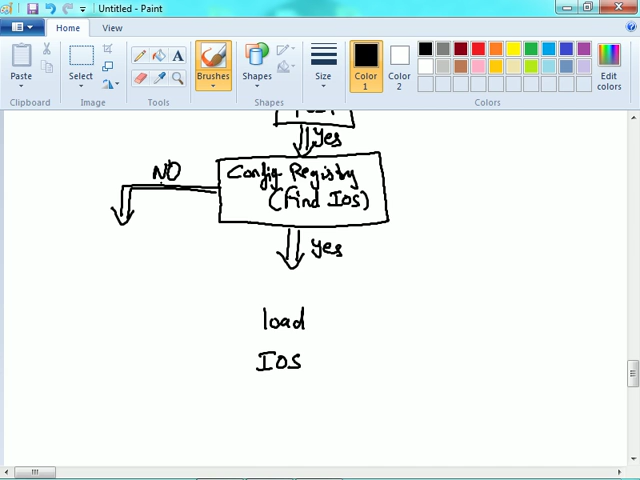 Untitled - Paint
Home View
Paste
Select
Brushes
Shapes
Size
Color 1
Color 2
Edit colors
Clipboard Image Tools Shapes Colors
Yes
NO
Config Registry
(Find IOS)
Yes
load
IOS